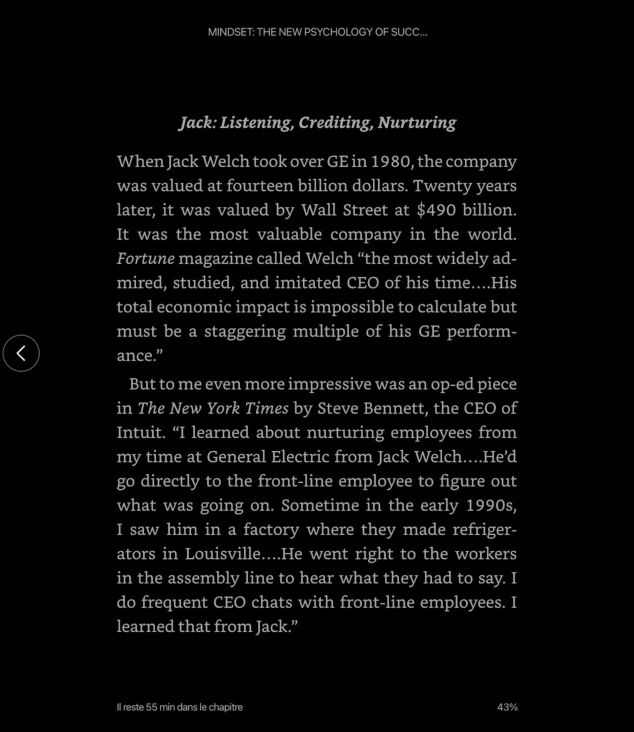 MINDSET: THE NEW PSYCHOLOGY OF SUCC...
Jack: Listening, Crediting, Nurturing
When Jack Welch took over GE in 1980, the company
was valued at fourteen billion dollars. Twenty years
later, it was valued by Wall Street at $490 billion.
It was the most valuable company in the world.
Fortune magazine called Welch “the most widely ad-
mired, studied, and imitated CEO of his time....His
total economic impact is impossible to calculate but
must be a staggering multiple of his GE perform-
ance.”
But to me even more impressive was an op-ed piece
in The New York Times by Steve Bennett, the CEO of
Intuit. “I learned about nurturing employees from
my time at General Electric from Jack Welch....He’d
go directly to the front-line employee to figure out
what was going on. Sometime in the early 1990s,
I saw him in a factory where they made refriger-
ators in Louisville....He went right to the workers
in the assembly line to hear what they had to say. I
do frequent CEO chats with front-line employees. I
learned that from Jack.”
Il reste 55 min dans le chapitre
43%